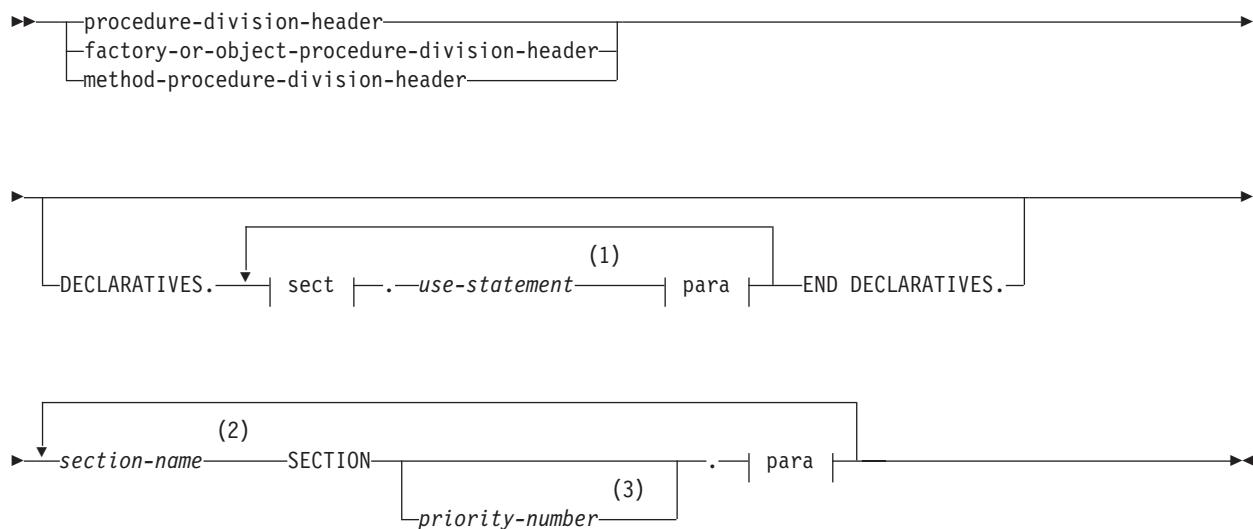 procedure-division-header
factory-or-object-procedure-division-header
method-procedure-division-header
(1)
DECLARATIVES. sect . use-statement para END DECLARATIVES.
(2)
section-name SECTION . para
(3)
priority-number